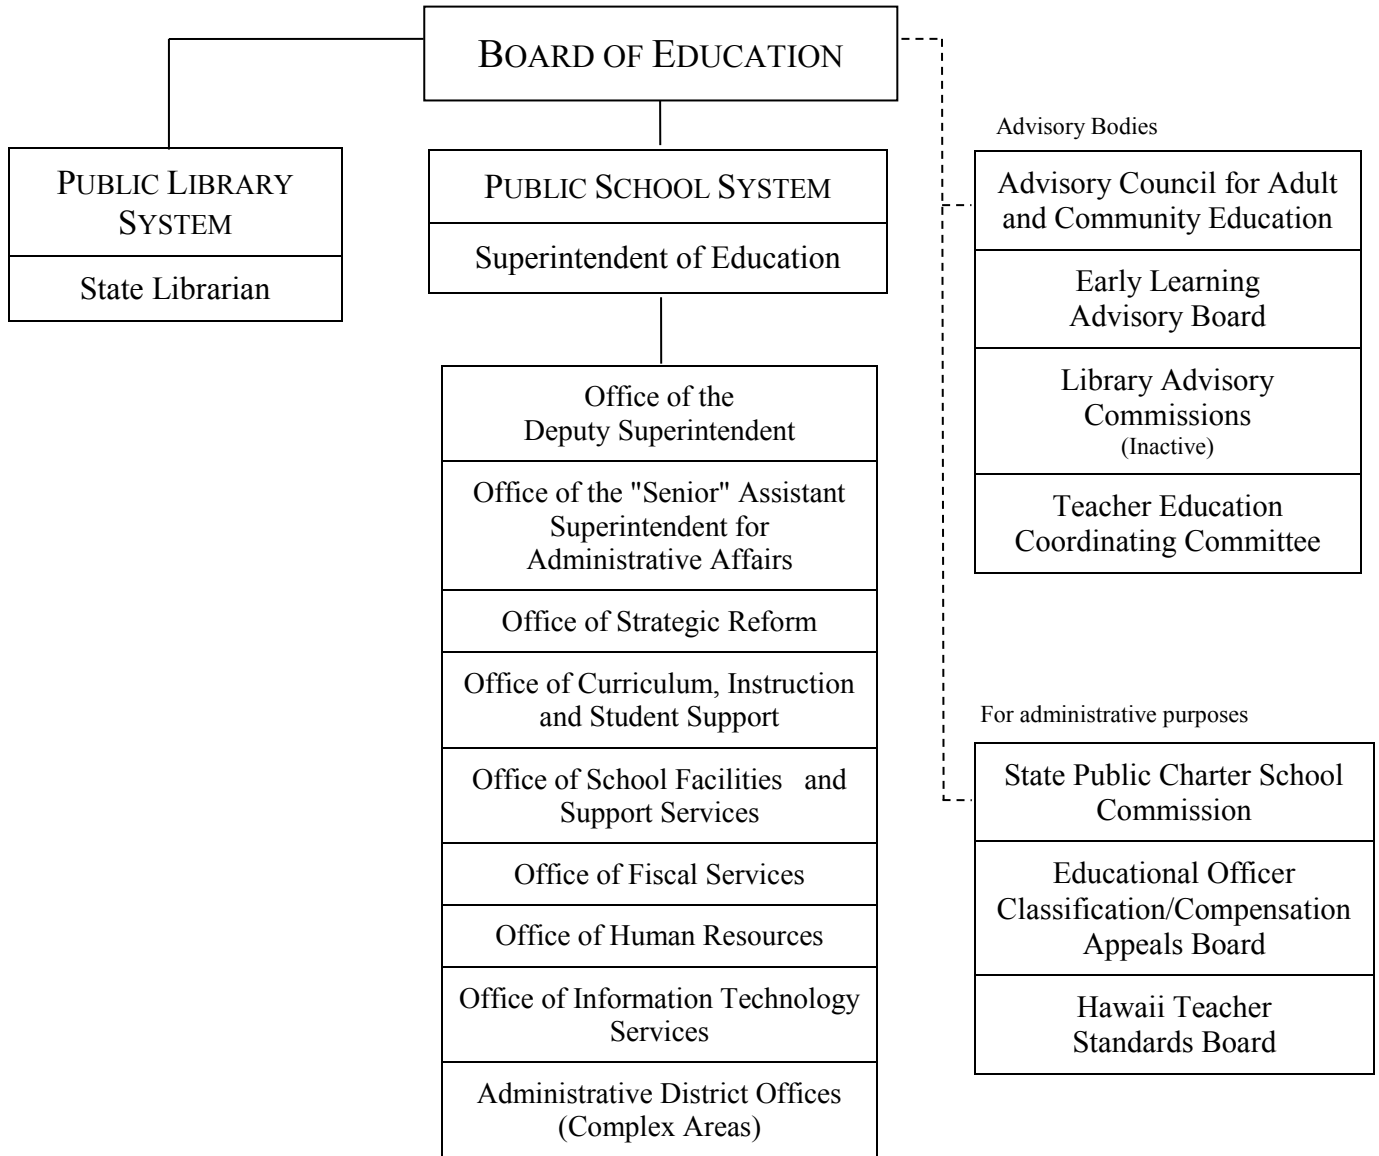 BOARD OF EDUCATION
PUBLIC LIBRARY
SYSTEM
State Librarian
PUBLIC SCHOOL SYSTEM
Superintendent of Education
Office of the
Deputy Superintendent
Office of the "Senior" Assistant
Superintendent for
Administrative Affairs
Office of Strategic Reform
Office of Curriculum, Instruction
and Student Support
Office of School Facilities   and
Support Services
Office of Fiscal Services
Office of Human Resources
Office of Information Technology
Services
Administrative District Offices
(Complex Areas)
Advisory Bodies
Advisory Council for Adult
and Community Education
Early Learning
Advisory Board
Library Advisory
Commissions
(Inactive)
Teacher Education
Coordinating Committee
For administrative purposes
State Public Charter School
Commission
Educational Officer
Classification/Compensation
Appeals Board
Hawaii Teacher
Standards Board